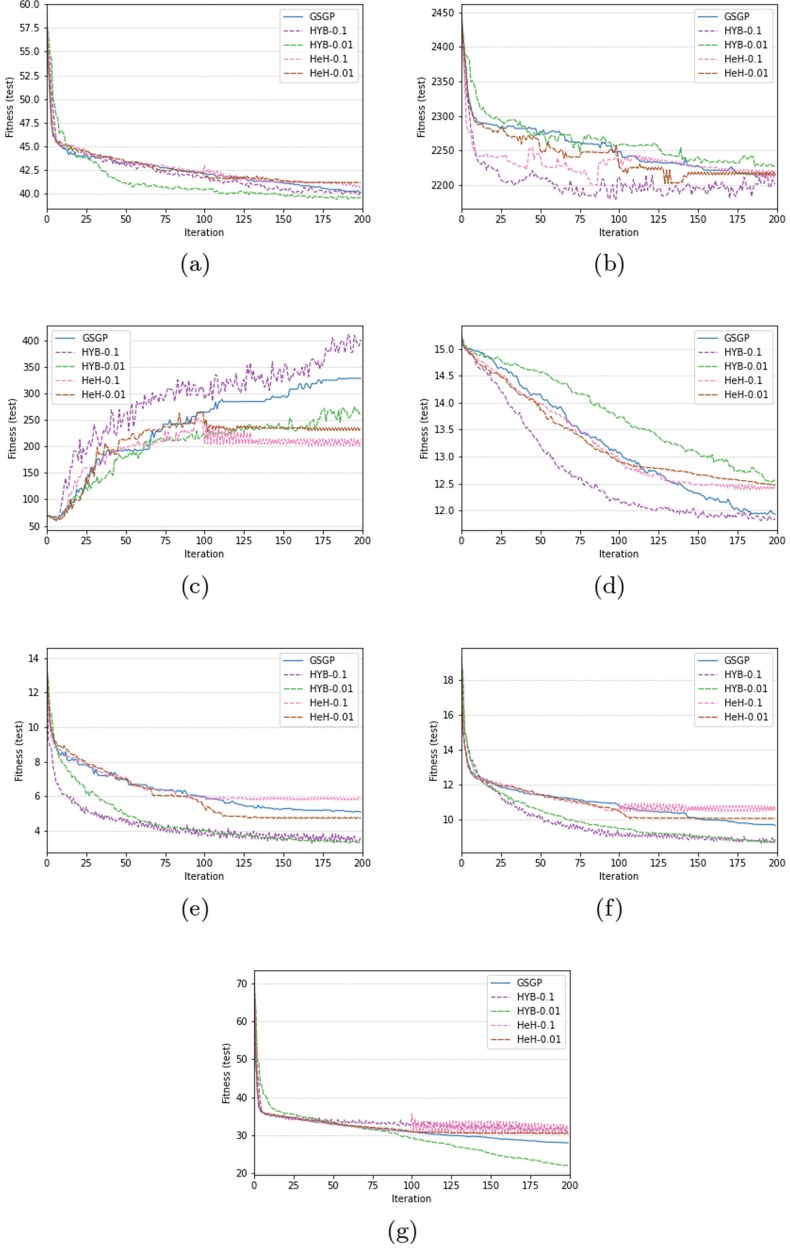 60.0
57.5
55.0
52.5
50.0
47.5
45.0
42.5
40.0
Fitness (test)
0 25 50 75 100 125 150 175 200
Iteration
GSGP
HYB-0.1
HYB-0.01
HeH-0.1
HeH-0.01
(a)
2450
2400
2350
2300
2250
2200
Fitness (test)
0 25 50 75 100 125 150 175 200
Iteration
GSGP
HYB-0.1
HYB-0.01
HeH-0.1
HeH-0.01
(b)
400
350
300
250
200
150
100
50
Fitness (test)
0 25 50 75 100 125 150 175 200
Iteration
GSGP
HYB-0.1
HYB-0.01
HeH-0.1
HeH-0.01
(c)
15.0
14.5
14.0
13.5
13.0
12.5
12.0
Fitness (test)
0 25 50 75 100 125 150 175 200
Iteration
GSGP
HYB-0.1
HYB-0.01
HeH-0.1
HeH-0.01
(d)
14
12
10
8
6
4
Fitness (test)
0 25 50 75 100 125 150 175 200
Iteration
GSGP
HYB-0.1
HYB-0.01
HeH-0.1
HeH-0.01
(e)
18
16
14
12
10
Fitness (test)
0 25 50 75 100 125 150 175 200
Iteration
GSGP
HYB-0.1
HYB-0.01
HeH-0.1
HeH-0.01
(f)
70
60
50
40
30
20
Fitness (test)
0 25 50 75 100 125 150 175 200
Iteration
GSGP
HYB-0.1
HYB-0.01
HeH-0.1
HeH-0.01
(g)